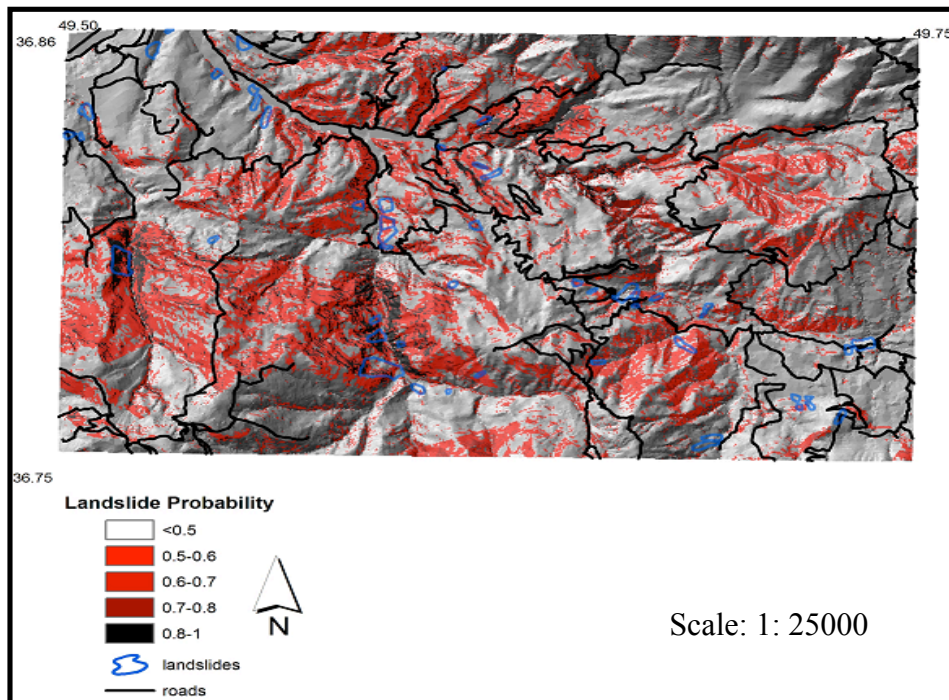 49.50
49.75
36.86
36.75
Landslide Probability
<0.5
0.5-0.6
0.6-0.7
0.7-0.8
0.8-1
N
landslides
roads
Scale: 1: 25000